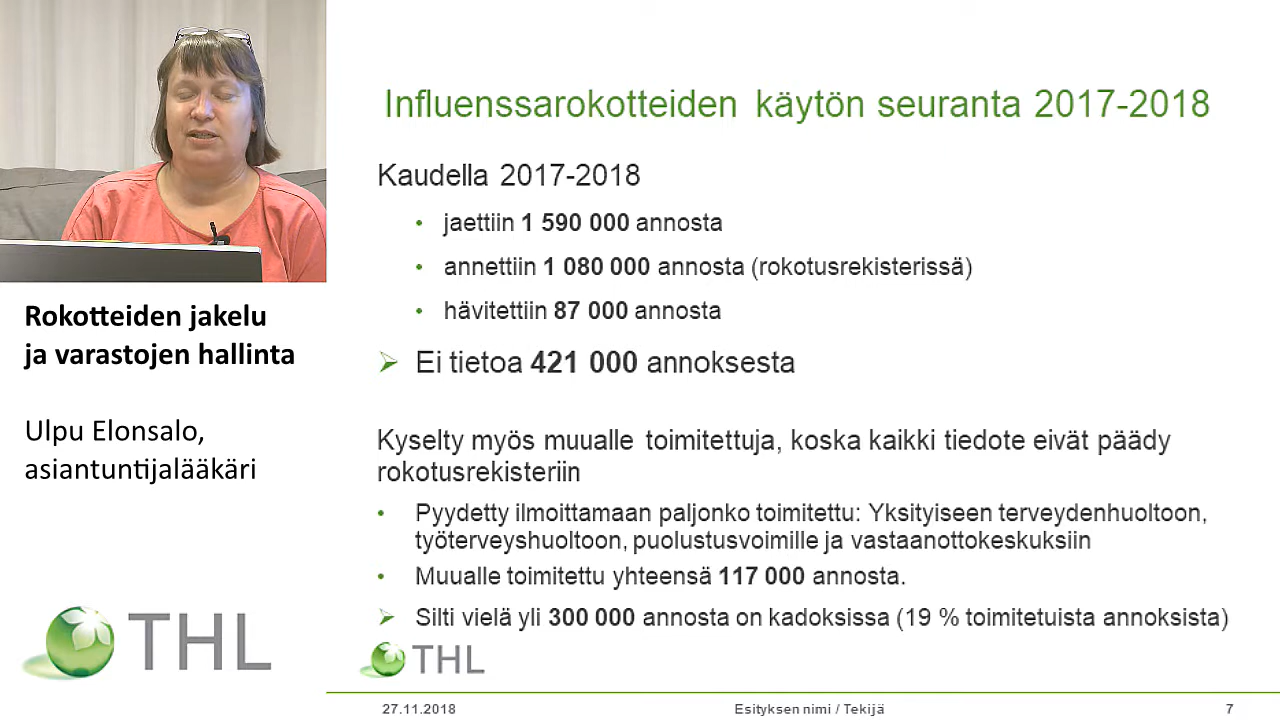 Influenssarokotteiden käytön seuranta 2017-2018
Kaudella 2017-2018
• jaettiin 1 590 000 annosta
• annettiin 1 080 000 annosta (rokotusrekisterissä)
• hävitettiin 87 000 annosta
➢ Ei tietoa 421 000 annoksesta
Kyselty myös muualle toimitettuja, koska kaikki tiedote eivät päädy
rokotusrekisteriin
• Pyydetty ilmoittamaan paljonko toimitettu: Yksityiseen terveydenhuoltoon,
työterveyshuoltoon, puolustusvoimille ja vastaanottokeskuksiin
• Muualle toimitettu yhteensä 117 000 annosta.
➢ Silti vielä yli 300 000 annosta on kadoksissa (19 % toimitetuista annoksista)
THL
27.11.2018
Esityksen nimi / Tekijä
7
Rokotteiden jakelu
ja varastojen hallinta
Ulpu Elonsalo,
asiantuntijalääkäri
THL